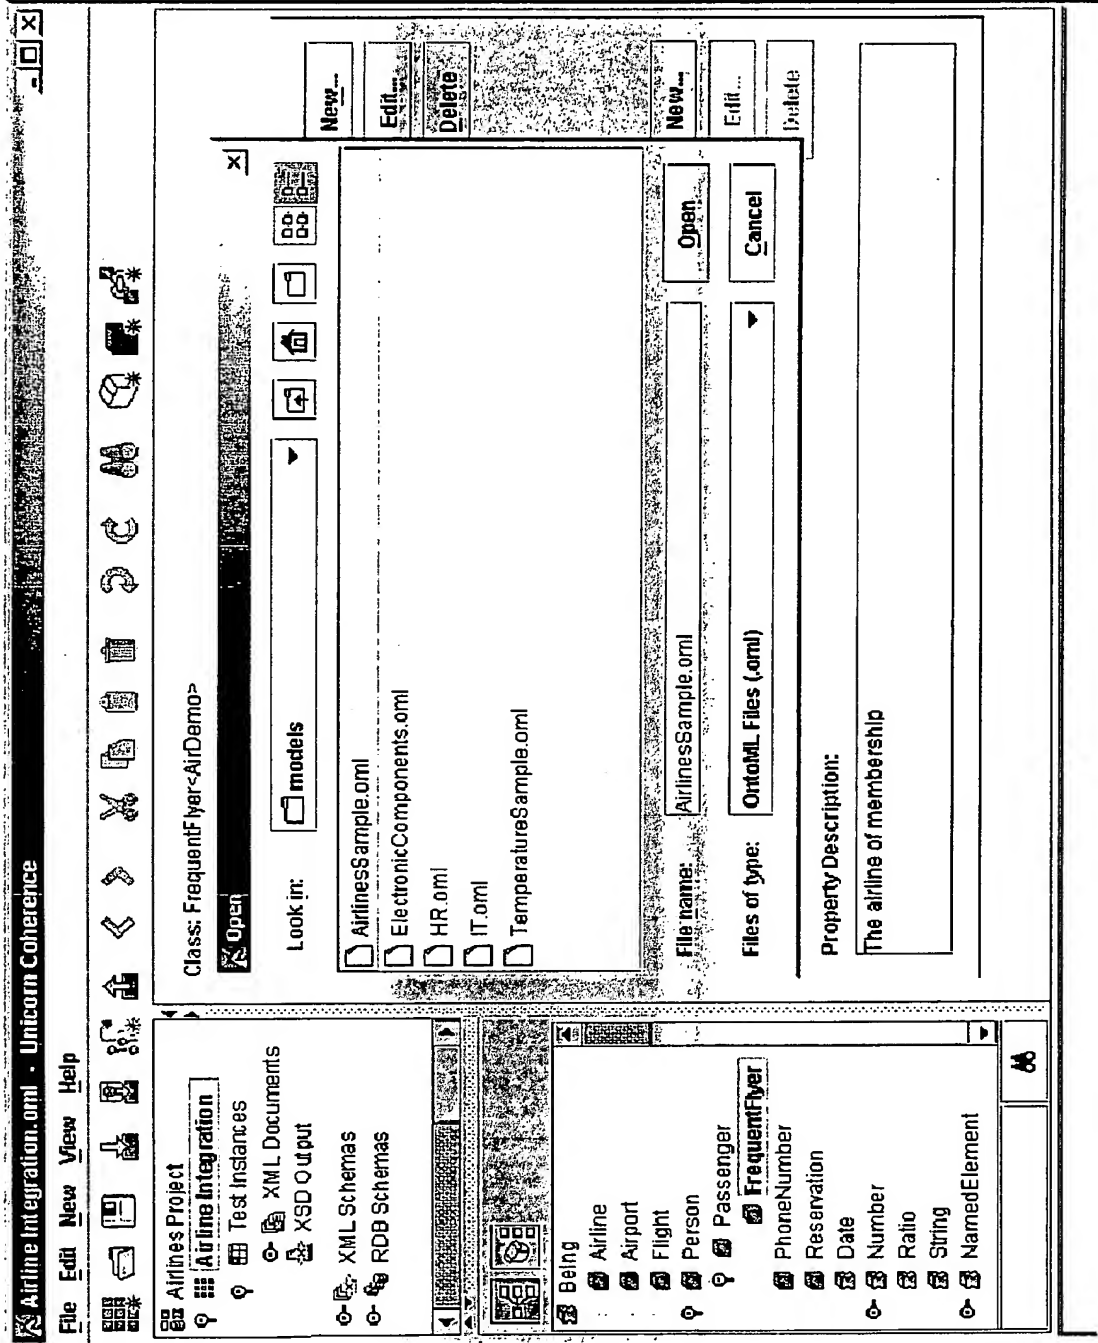 Airline Integration.oml - Unicorn Coherence
File Edit New View Help
Airlines Project
Airline Integration
Test Instances
XML Documents
XSD Output
XML Schemas
RDB Schemas
Being
Airline
Airport
Flight
Person
Passenger
FrequentFlyer
PhoneNumber
Reservation
Date
Number
Ratio
String
NamedElement
Class: FrequentFlyer<AirDemo>
Open
Look in:
models
AirlinesSample.oml
ElectronicComponents.oml
HR.oml
IT.oml
TemperatureSample.oml
File name:
AirlinesSample.oml
Open
Files of type:
OntoML Files (.oml)
Cancel
New...
Edit...
Delete
New...
Edit...
Delete
Property Description:
The airline of membership